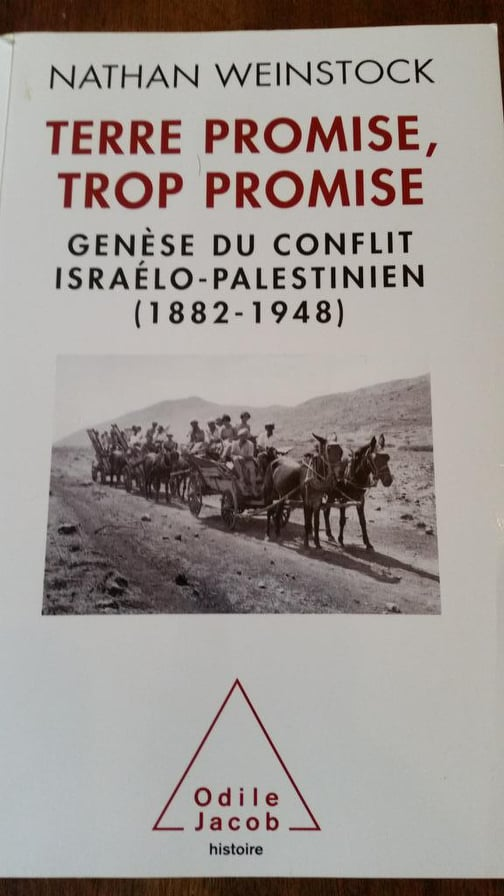 NATHAN WEINSTOCK
TERRE PROMISE,
TROP PROMISE
GENÈSE DU CONFLIT
ISRAÉLO-PALESTINIEN
(1882-1948)
Odile
Jacob
histoire